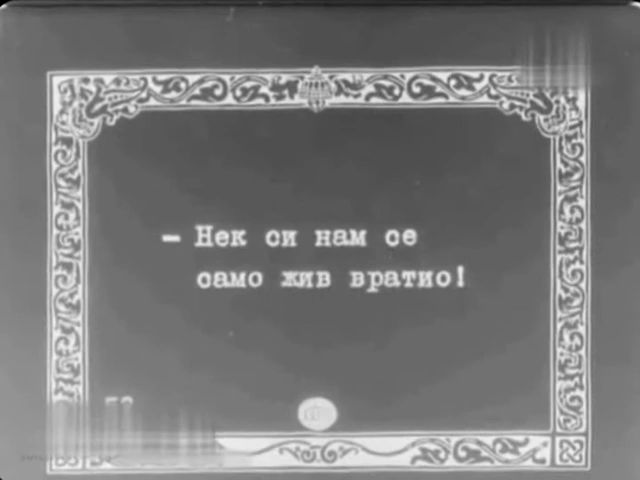 – Нек си нам се
само жив вратио!